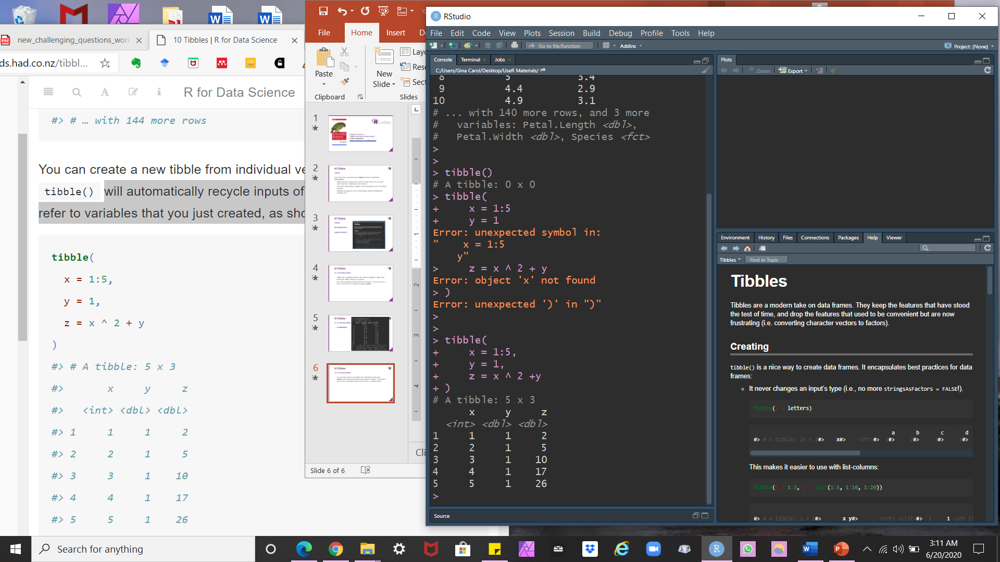 new_challenging_questions_wor
10 Tibbles | R for Data Science
ds.had.co.nz/tibbl...
R for Data Science
#> # … with 144 more rows
You can create a new tibble from individual ve
tibble() will automatically recycle inputs of
refer to variables that you just created, as sho
tibble(
x = 1:5,
y = 1,
z = x ^ 2 + y
)
#> # A tibble: 5 x 3
#> x y z
#> <int> <dbl> <dbl>
#> 1 1 1 2
#> 2 2 1 5
#> 3 3 1 10
#> 4 4 1 17
#> 5 5 1 26
File Home Insert D
Paste
New
Slide
Layo
Rese
Sect
Clipboard
Slides
1
2
3
4
5
6
Slide 6 of 6
Cli
RStudio
File Edit Code View Plots Session Build Debug Profile Tools Help
Go to file/function
Addins
Project: (None)
Console Terminal Jobs
C:/Users/Gina Carol/Desktop/UseR Materials/
8 5 3.4
9 4.4 2.9
10 4.9 3.1
# ... with 140 more rows, and 3 more
# variables: Petal.Length <dbl>,
# Petal.Width <dbl>, Species <fct>
>
>
> tibble()
# A tibble: 0 x 0
> tibble(
+ x = 1:5
+ y = 1
Error: unexpected symbol in:
" x = 1:5
y"
> z = x ^ 2 + y
Error: object 'x' not found
> )
Error: unexpected ')' in ")"
>
>
> tibble(
+ x = 1:5,
+ y = 1,
+ z = x ^ 2 +y
+ )
# A tibble: 5 x 3
x y z
<int> <dbl> <dbl>
1 1 1 2
2 2 1 5
3 3 1 10
4 4 1 17
5 5 1 26
>
Source
Plots
Zoom Export
Environment History Files Connections Packages Help Viewer
Tibbles Find in Topic
Tibbles
Tibbles are a modern take on data frames. They keep the features that have stood
the test of time, and drop the features that used to be convenient but are now
frustrating (i.e. converting character vectors to factors).
Creating
tibble() is a nice way to create data frames. It encapsulates best practices for data
frames:
It never changes an input's type (i.e., no more stringsAsFactors = FALSE!).
tibble(x = letters)
a b c d
#> # A tibble: 26 x 1#> x#> <chr>#> 1#> 2#> 3#> 4#>
This makes it easier to use with list-columns:
tibble(x = 1:3, y = list(1:5, 1:10, 1:20))
#> # A tibble: 3 x 2#> x y#> <int> <list>#> 1 1 <int [5
Search for anything
3:11 AM
6/20/2020